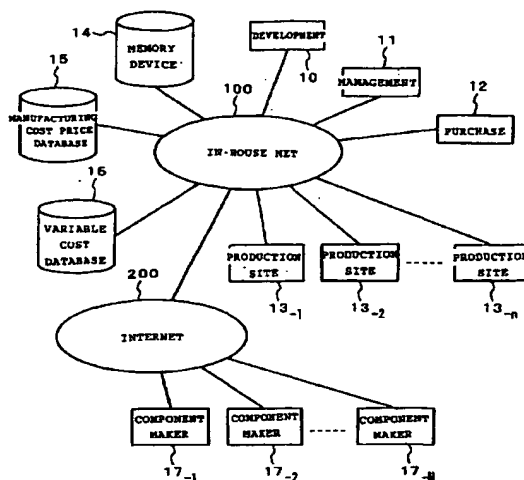 14
MEMORY
DEVICE
DEVELOPMENT
10
11
MANAGEMENT
15
MANUFACTURING
COST PRICE
DATABASE
100
IN-HOUSE NET
12
PURCHASE
16
VARIABLE
COST
DATABASE
PRODUCTION
SITE
13-1
PRODUCTION
SITE
13-2
PRODUCTION
SITE
13-n
200
INTERNET
COMPONENT
MAKER
17-1
COMPONENT
MAKER
17-2
COMPONENT
MAKER
17-M